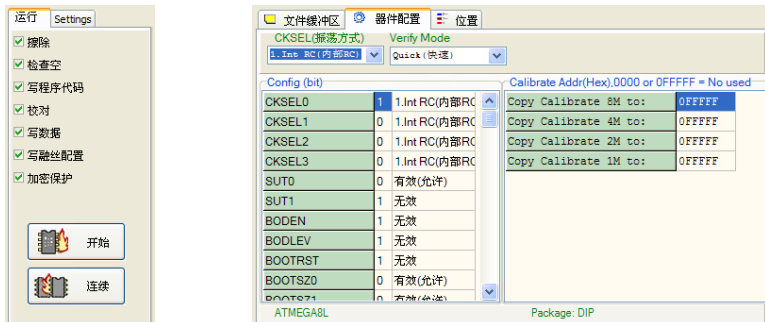 运行 Settings
擦除
检查空
写程序代码
校对
写数据
写熔丝配置
加密保护
开始
连续
文件缓冲区 器件配置 位置
CKSEL(振荡方式) Verify Mode
1.Int RC(内部RC) Quick(快速)
Config (bit) Calibrate Addr(Hex),0000 or 0FFFFF = No used
CKSEL0 1 1.Int RC(内部RC Copy Calibrate 8M to: 0FFFFF
CKSEL1 0 1.Int RC(内部RC Copy Calibrate 4M to: 0FFFFF
CKSEL2 0 1.Int RC(内部RC Copy Calibrate 2M to: 0FFFFF
CKSEL3 0 1.Int RC(内部RC Copy Calibrate 1M to: 0FFFFF
SUT0 0 有效(允许)
SUT1 1 无效
BODEN 1 无效
BODLEV 1 无效
BOOTRST 1 无效
BOOTSZ0 0 有效(允许)
BOOTSZ1 0 有效(允许)
ATMEGA8L Package: DIP